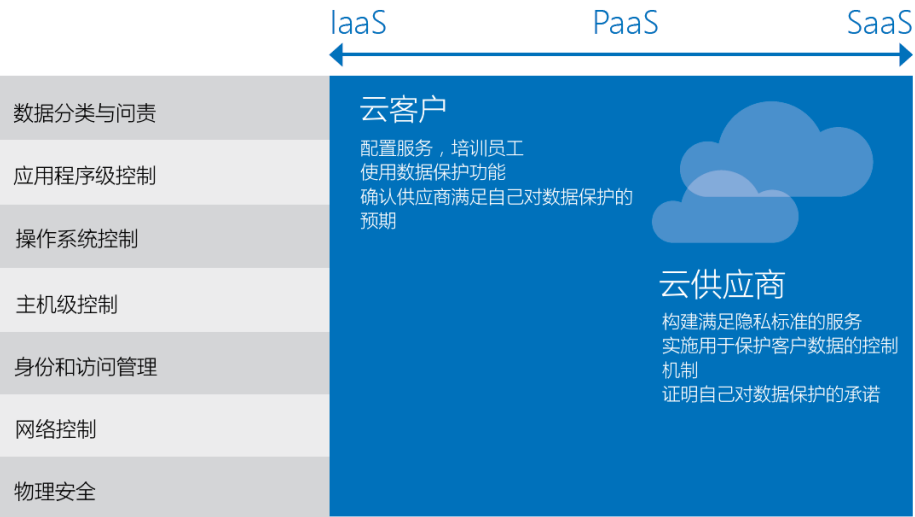 IaaS PaaS SaaS
数据分类与问责
应用程序级控制
操作系统控制
主机级控制
身份和访问管理
网络控制
物理安全
云客户
配置服务，培训员工
使用数据保护功能
确认供应商满足自己对数据保护的
预期
云供应商
构建满足隐私标准的服务
实施用于保护客户数据的控制
机制
证明自己对数据保护的承诺